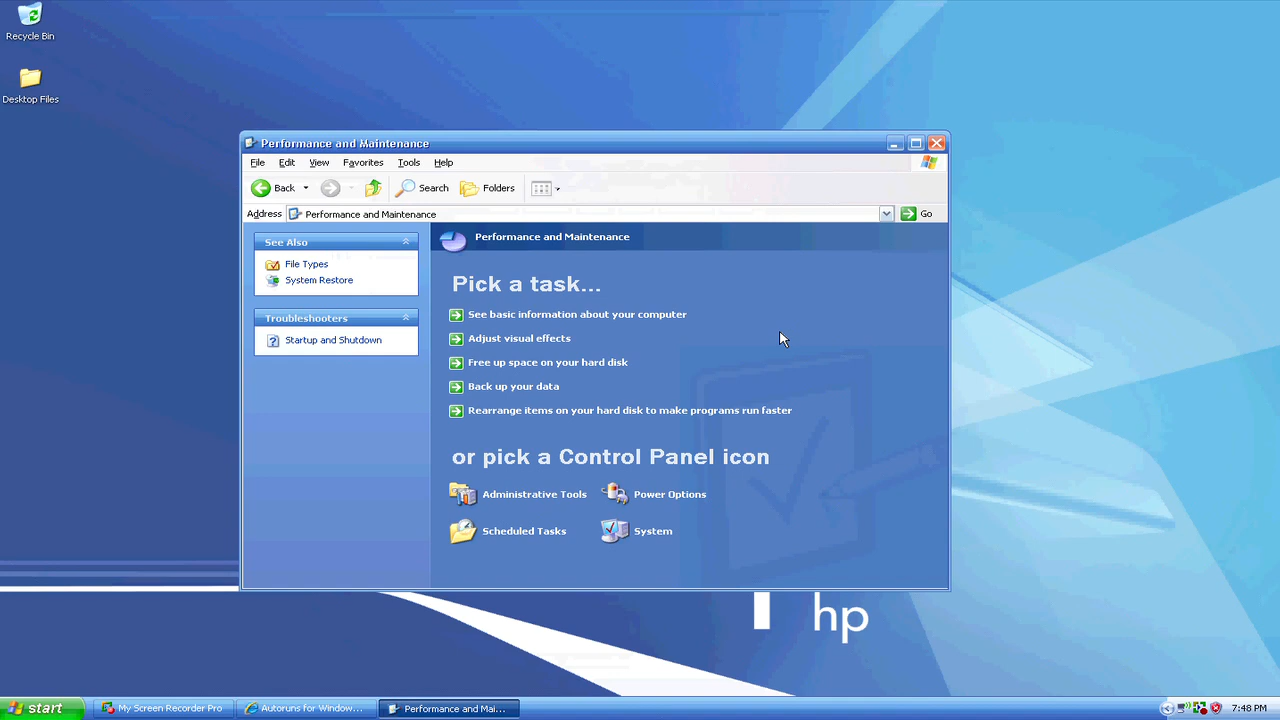 Recycle Bin
Desktop Files
Performance and Maintenance
File Edit View Favorites Tools Help
Back Search Folders
Address Performance and Maintenance Go
See Also
File Types
System Restore
Troubleshooters
Startup and Shutdown
Performance and Maintenance
Pick a task...
See basic information about your computer
Adjust visual effects
Free up space on your hard disk
Back up your data
Rearrange items on your hard disk to make programs run faster
or pick a Control Panel icon
Administrative Tools Power Options
Scheduled Tasks System
hp
start My Screen Recorder Pro Autoruns for Window... Performance and Mai... 7:48 PM